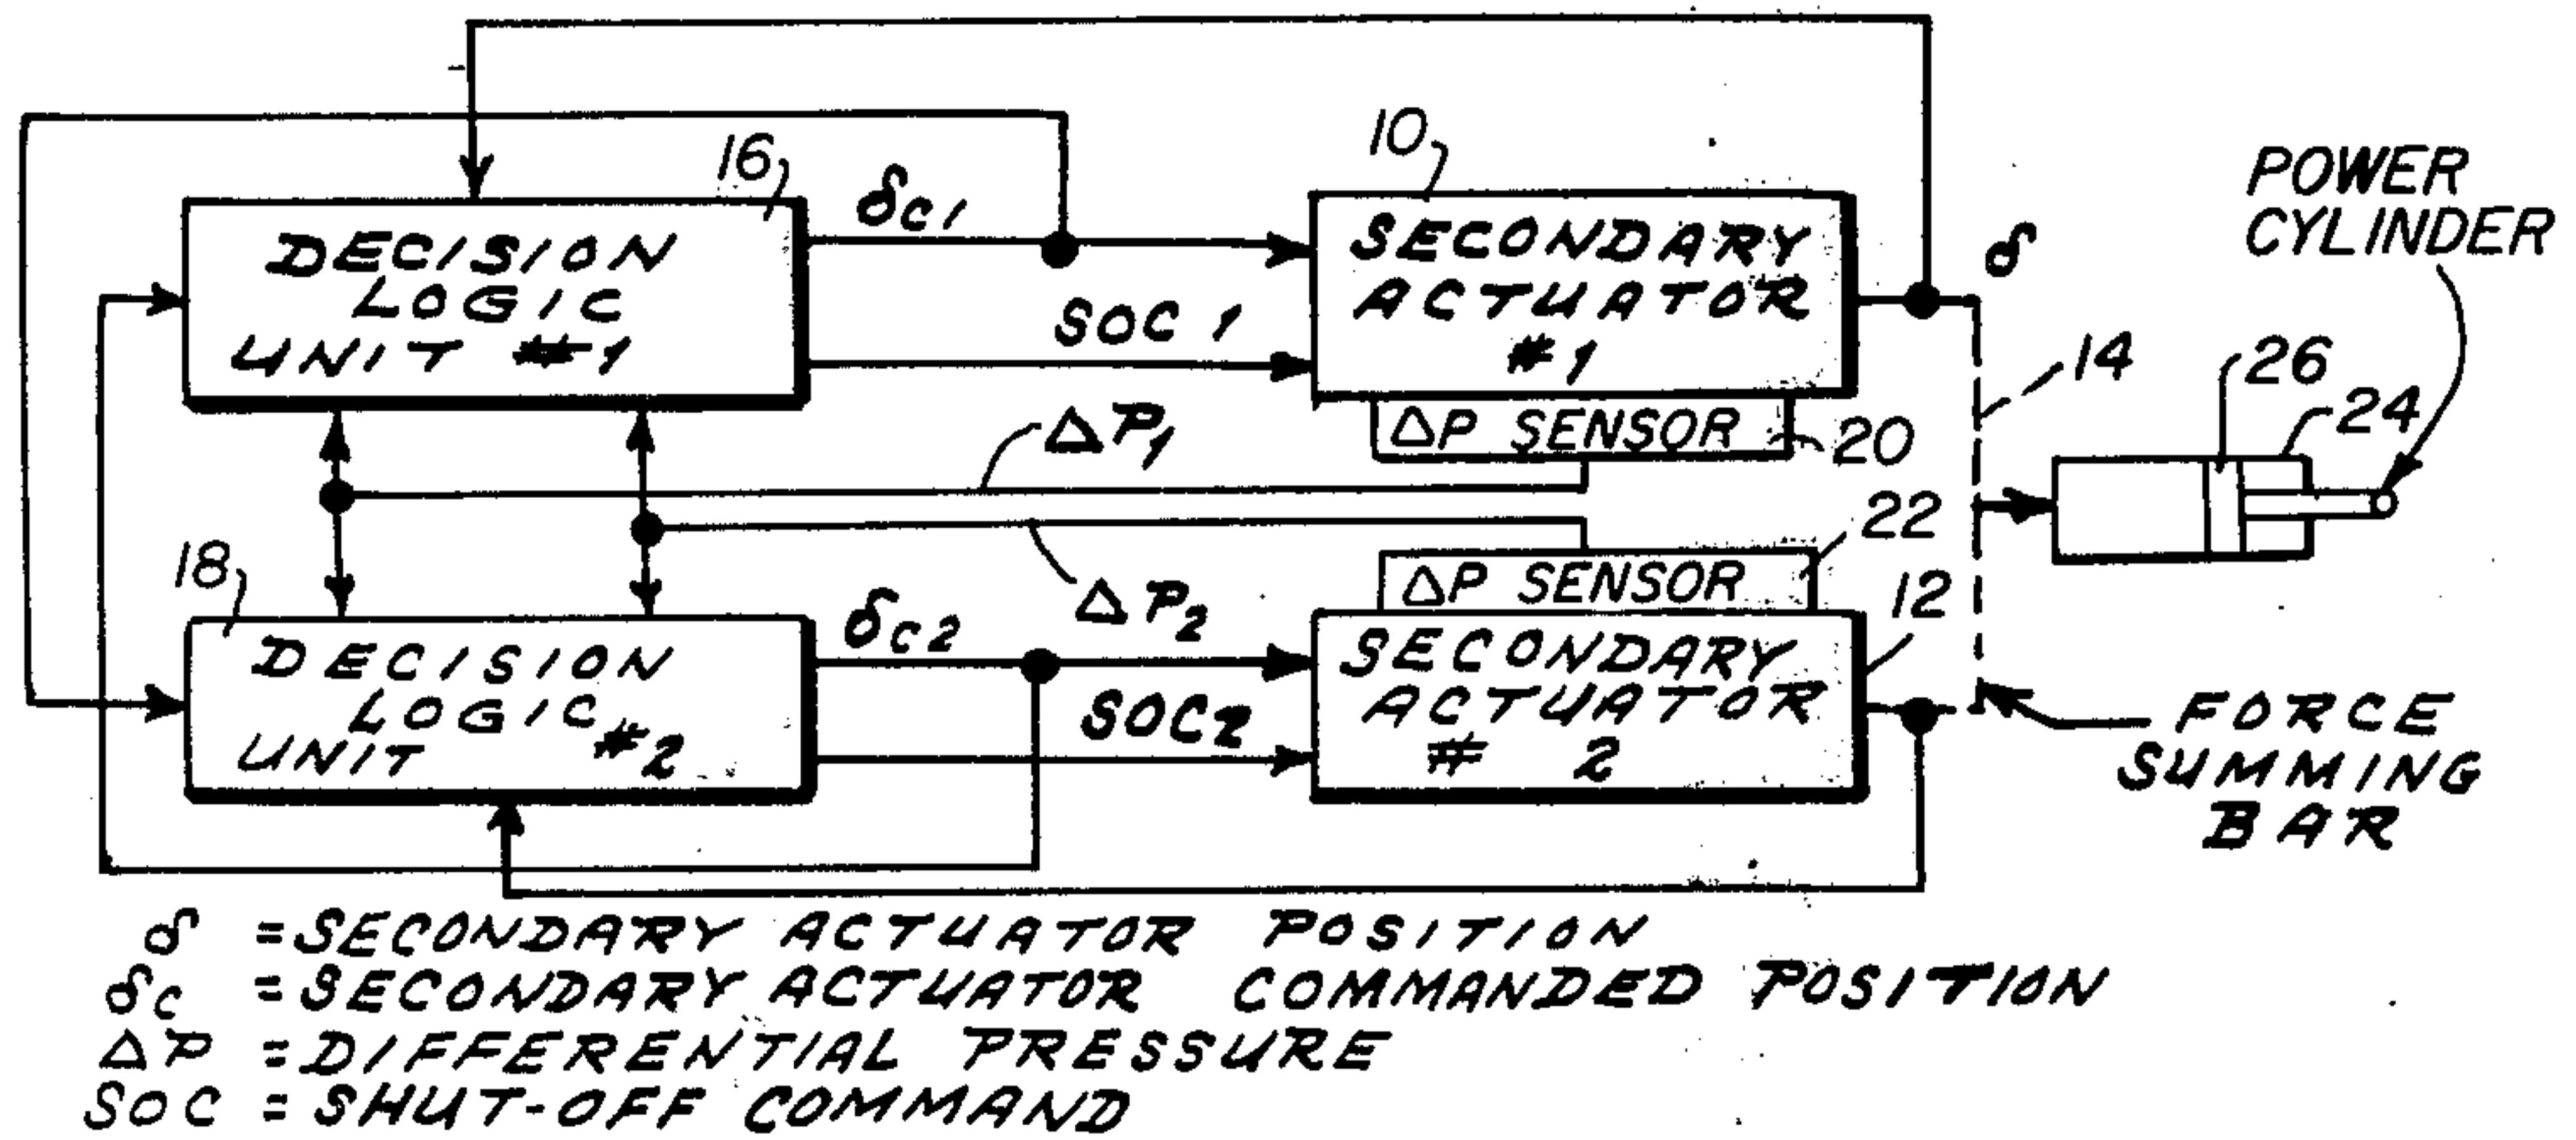 16
δc1
10
POWER
CYLINDER
DECISION
LOGIC
UNIT #1
SOC 1
SECONDARY
ACTUATOR
#1
δ
14
26
24
ΔP1
ΔP SENSOR
20
22
18
ΔP2
ΔP SENSOR
12
δc2
DECISION
LOGIC
UNIT #2
SOC2
SECONDARY
ACTUATOR
# 2
FORCE
SUMMING
BAR
δ = SECONDARY ACTUATOR POSITION
δc = SECONDARY ACTUATOR COMMANDED POSITION
ΔP = DIFFERENTIAL PRESSURE
SOC = SHUT-OFF COMMAND